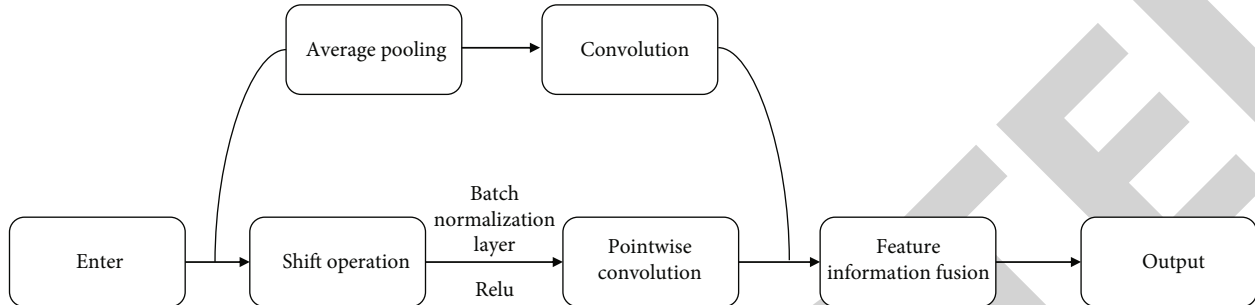 Average pooling
Convolution
Enter
Shift operation
Batch
normalization
layer
Relu
Pointwise
convolution
Feature
information fusion
Output